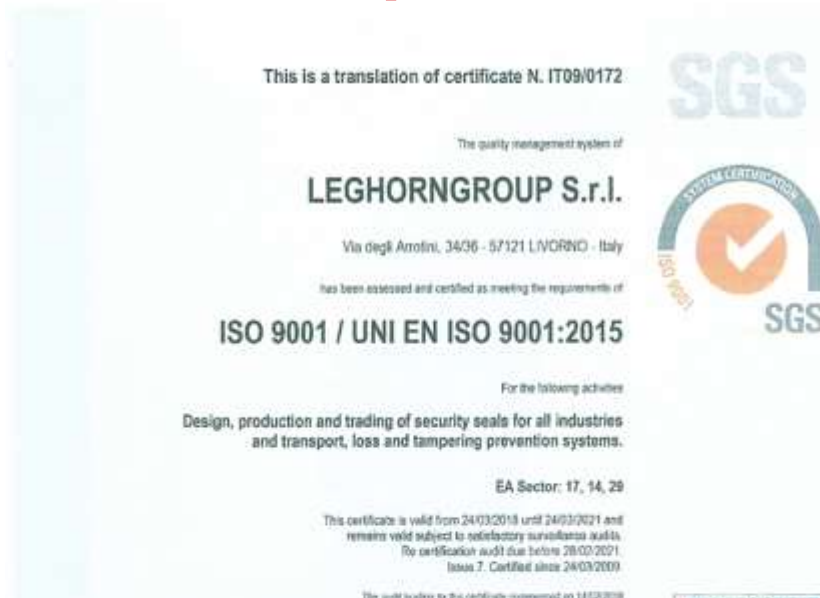 This is a translation of certificate N. IT09/0172
SGS
The quality management system of
LEGHORNGROUP S.r.l.
SYSTEM CERTIFICATION
ISO 9001
SGS
Via degli Arrotini, 34/36 - 57121 LIVORNO - Italy
has been assessed and certified as meeting the requirements of
ISO 9001 / UNI EN ISO 9001:2015
For the following activities
Design, production and trading of security seals for all industries
and transport, loss and tampering prevention systems.
EA Sector: 17, 14, 29
This certificate is valid from 24/03/2018 until 24/03/2021 and
remains valid subject to satisfactory surveillance audits.
Re certification audit due before 28/02/2021
Issue 7. Certified since 24/03/2009